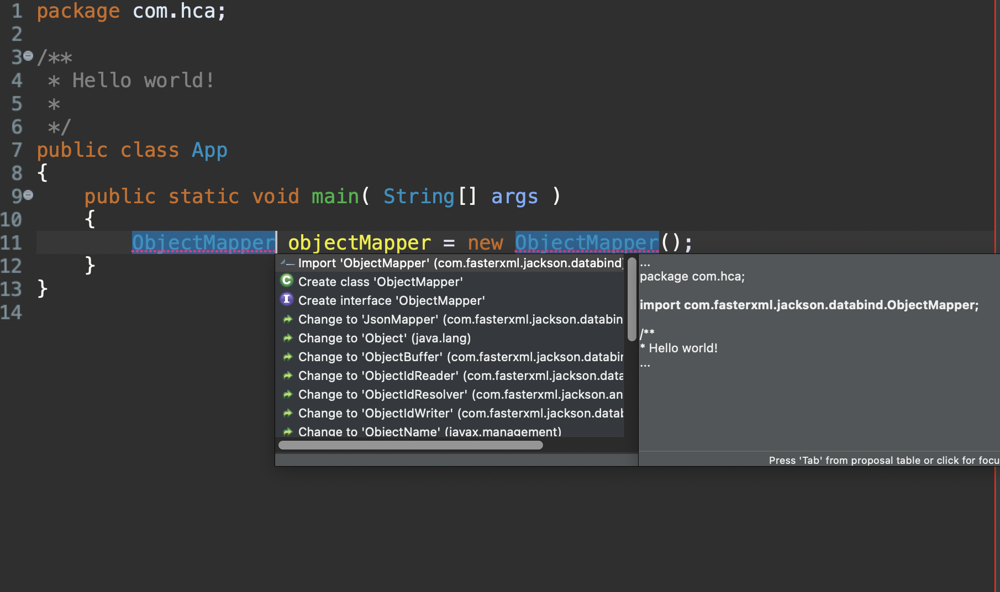 1 package com.hca;
2
3 /**
4  * Hello world!
5  *
6  */
7 public class App
8 {
9     public static void main( String[] args )
10     {
11         ObjectMapper objectMapper = new ObjectMapper();
12     }
13 }
14
Import 'ObjectMapper' (com.fasterxml.jackson.databind)
Create class 'ObjectMapper'
Create interface 'ObjectMapper'
Change to 'JsonMapper' (com.fasterxml.jackson.databin
Change to 'Object' (java.lang)
Change to 'ObjectBuffer' (com.fasterxml.jackson.databin
Change to 'ObjectIdReader' (com.fasterxml.jackson.data
Change to 'ObjectIdResolver' (com.fasterxml.jackson.an
Change to 'ObjectIdWriter' (com.fasterxml.jackson.datab
Change to 'ObjectName' (javax.management)
...
package com.hca;
import com.fasterxml.jackson.databind.ObjectMapper;
/**
* Hello world!
...
Press 'Tab' from proposal table or click for focu